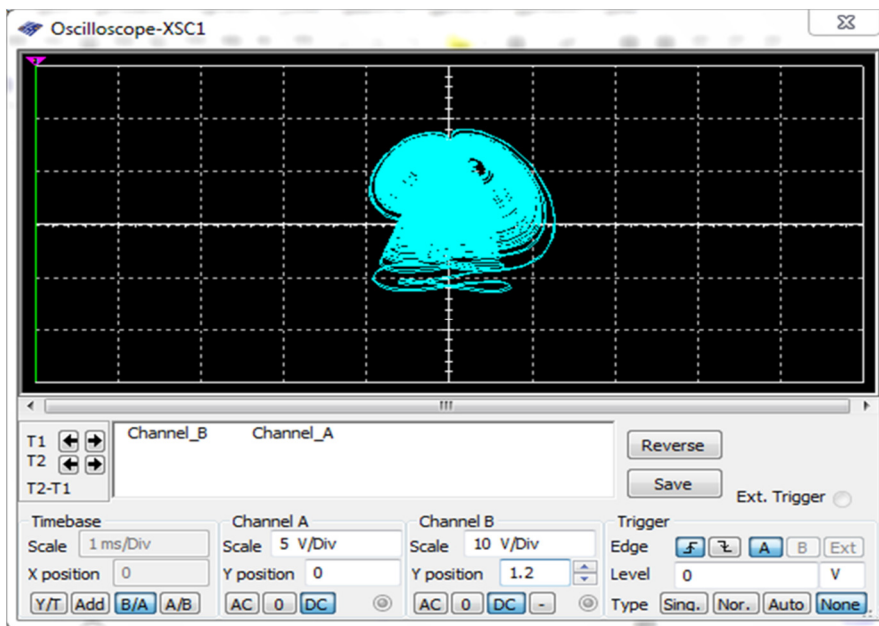 Oscilloscope-XSC1
T1 Channel_B Channel_A
T2
T2-T1
Reverse
Save
Ext. Trigger
Timebase Channel A Channel B Trigger
Scale 1 ms/Div Scale 5 V/Div Scale 10 V/Div Edge A B Ext
X position 0 Y position 0 Y position 1.2 Level 0 V
Y/T Add B/A A/B AC 0 DC AC 0 DC - Type Sing. Nor. Auto None